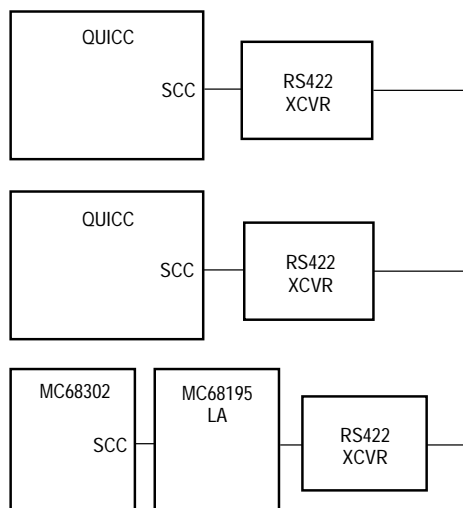 QUICC
SCC
RS422
XCVR
QUICC
SCC
RS422
XCVR
MC68302
SCC
MC68195
LA
RS422
XCVR